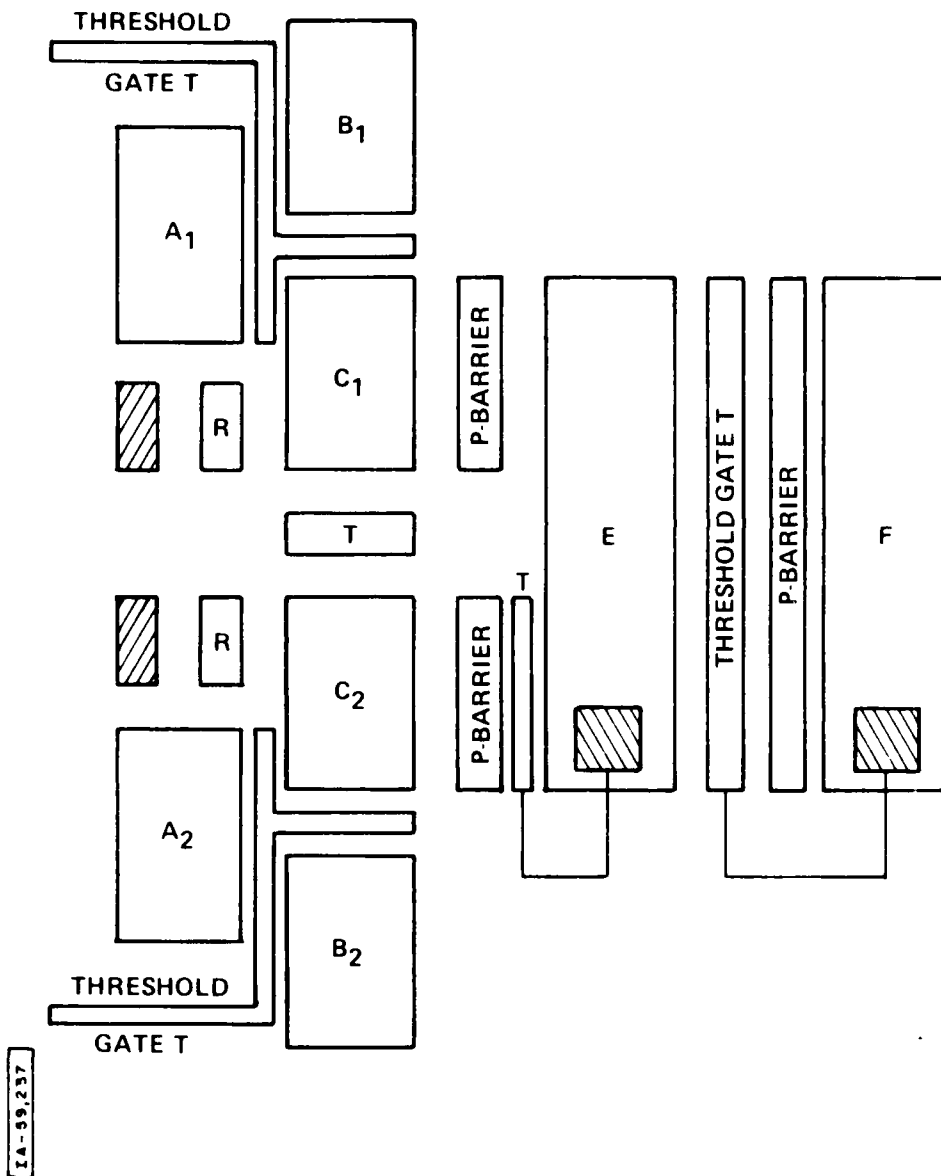 THRESHOLD
GATE T
B1
A1
C1
P-BARRIER
R
T
E
THRESHOLD GATE T
P-BARRIER
F
R
C2
P-BARRIER
T
A2
B2
THRESHOLD
GATE T
IA-59,237